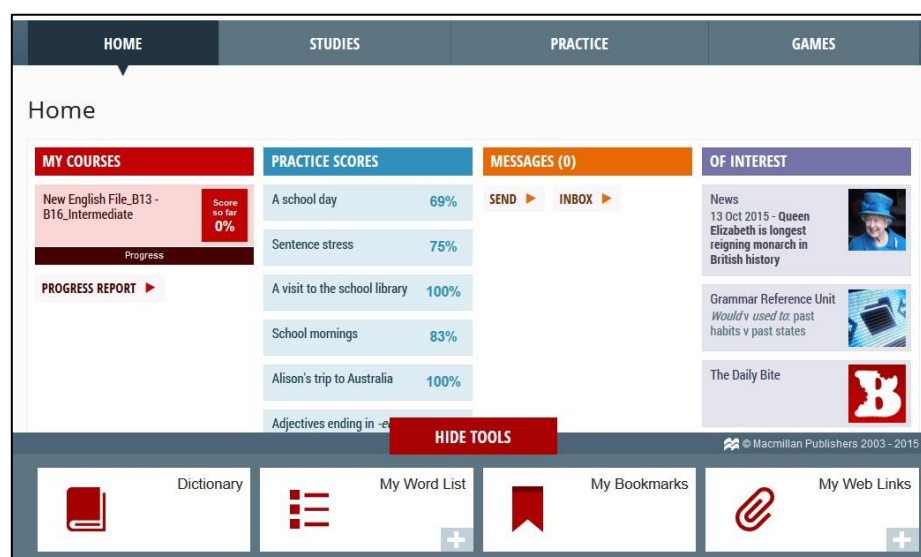 HOME
STUDIES
PRACTICE
GAMES
Home
MY COURSES
New English File_B13 -
B16_Intermediate
Score
so far
0%
Progress
PROGRESS REPORT
PRACTICE SCORES
A school day 69%
Sentence stress 75%
A visit to the school library 100%
School mornings 83%
Alison's trip to Australia 100%
Adjectives ending in
MESSAGES (0)
SEND
INBOX
OF INTEREST
News
13 Oct 2015 - Queen
Elizabeth is longest
reigning monarch in
British history
Grammar Reference Unit
Would v used to: past
habits v past states
The Daily Bite
B
HIDE TOOLS
© Macmillan Publishers 2003 - 2015
Dictionary
My Word List
My Bookmarks
My Web Links